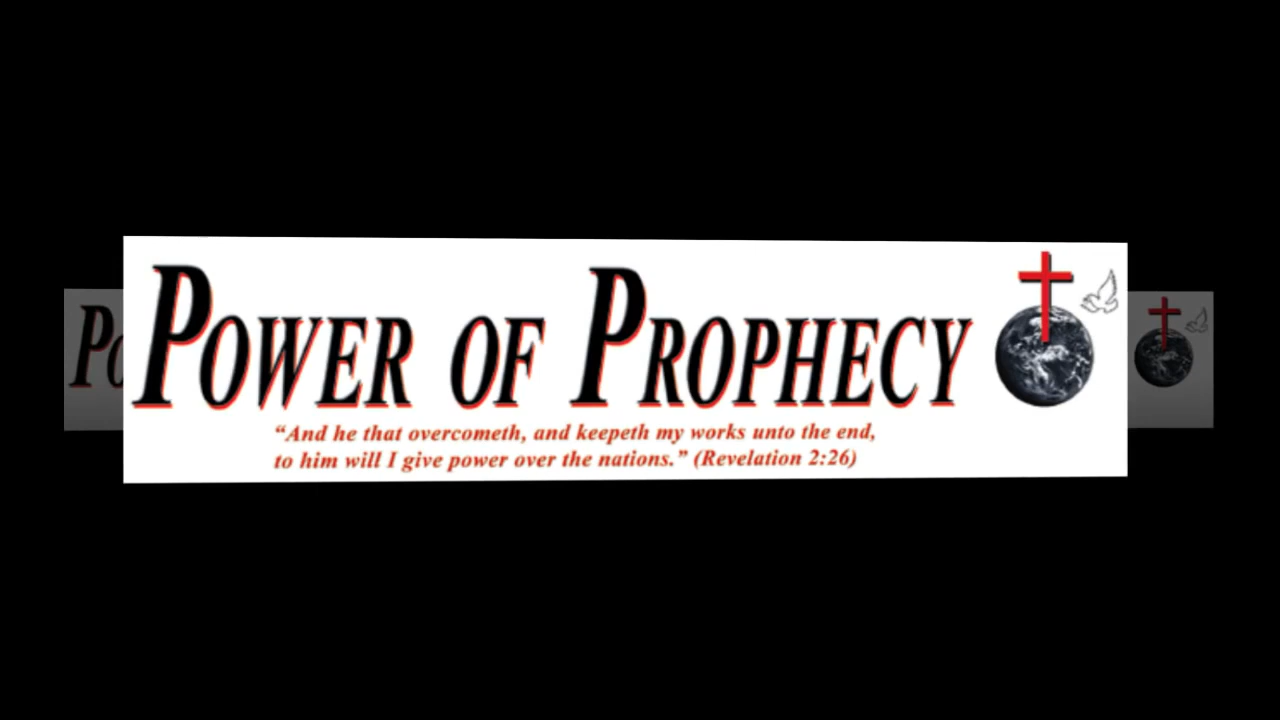 POWER OF PROPHECY
“And he that overcometh, and keepeth my works unto the end,
to him will I give power over the nations.” (Revelation 2:26)
Po